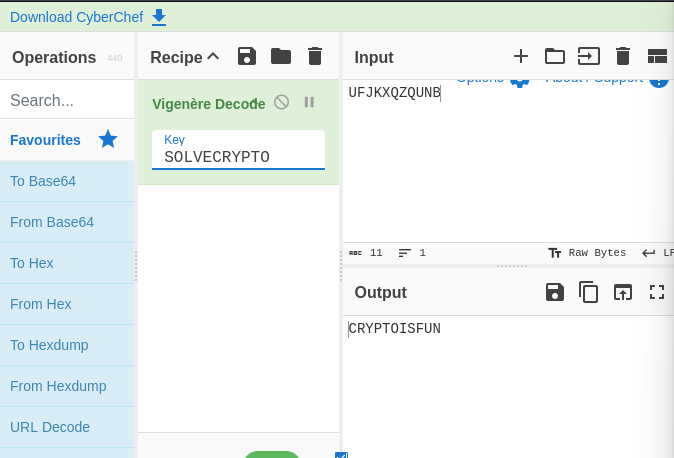 Download CyberChef
Operations 440
Search...
Favourites
To Base64
From Base64
To Hex
From Hex
To Hexdump
From Hexdump
URL Decode
Recipe
Vigenère Decode
Key
SOLVECRYPTO
Input
Options About / Support
UFJKXQZQUNB
ABC 11 1 Raw Bytes LF
Output
CRYPTOISFUN